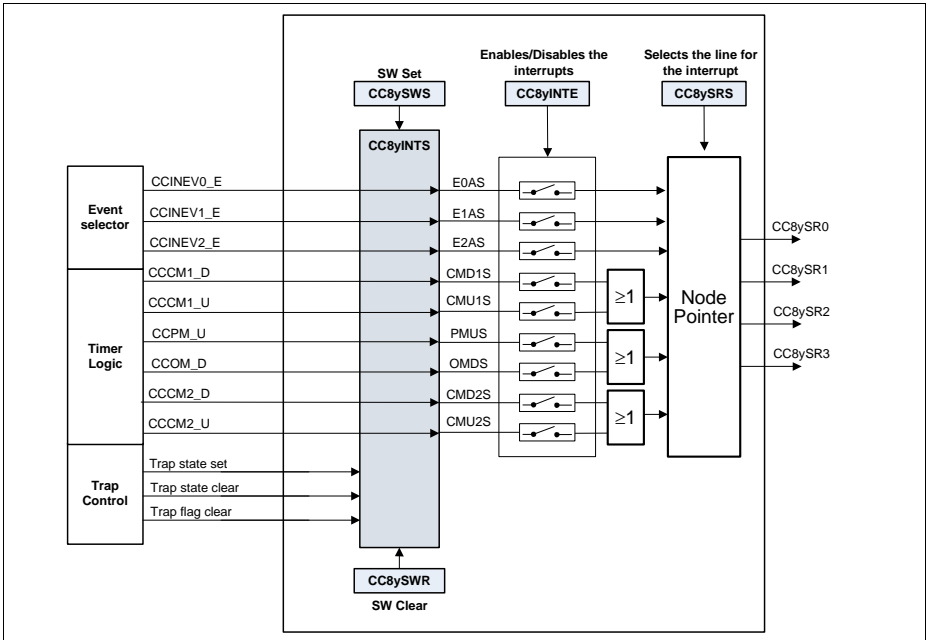 Enables/Disables the
interrupts
Selects the line for
the interrupt
SW Set
CC8ySWS
CC8yINTE
CC8ySRS
CC8yINTS
Event
selector
CCINEV0_E
CCINEV1_E
CCINEV2_E
E0AS
E1AS
E2AS
Timer
Logic
CCCM1_D
CCCM1_U
CCPM_U
CCOM_D
CCCM2_D
CCCM2_U
CMD1S
CMU1S
PMUS
OMDS
CMD2S
CMU2S
≥1
≥1
≥1
Node
Pointer
CC8ySR0
CC8ySR1
CC8ySR2
CC8ySR3
Trap
Control
Trap state set
Trap state clear
Trap flag clear
CC8ySWR
SW Clear